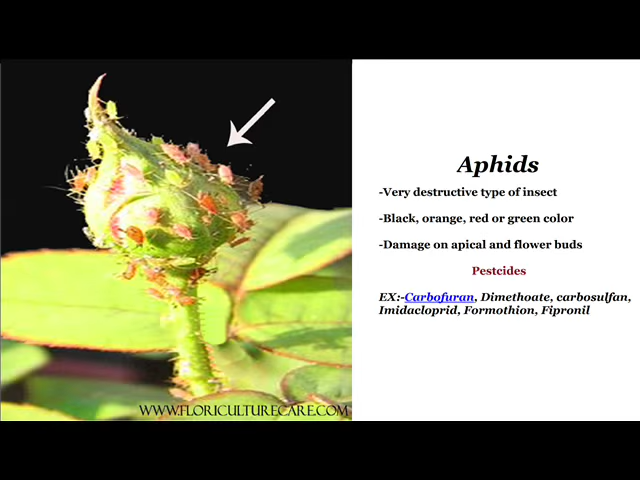 Aphids
-Very destructive type of insect
-Black, orange, red or green color
-Damage on apical and flower buds
Pestcides
EX:-Carbofuran, Dimethoate, carbosulfan,
Imidacloprid, Formothion, Fipronil
WWW.FLORICULTURECARE.COM